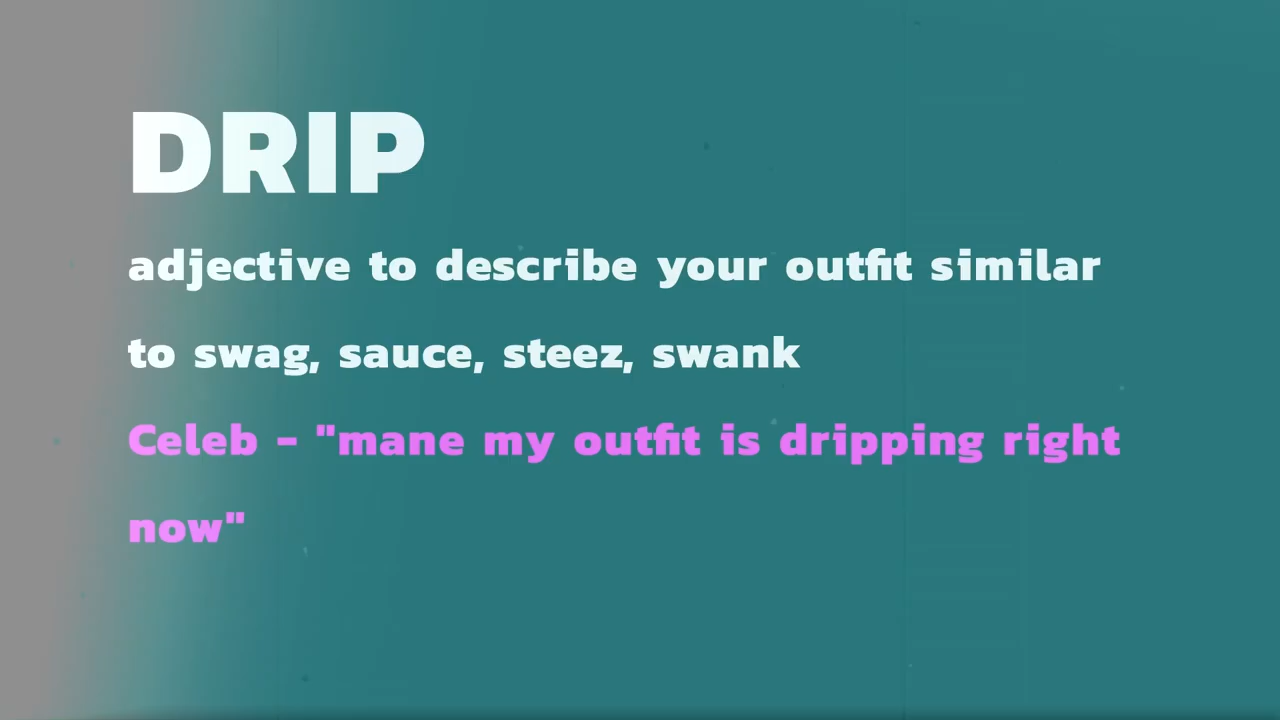 DRIP
adjective to describe your outfit similar
to swag, sauce, steez, swank
Celeb - "mane my outfit is dripping right
now"